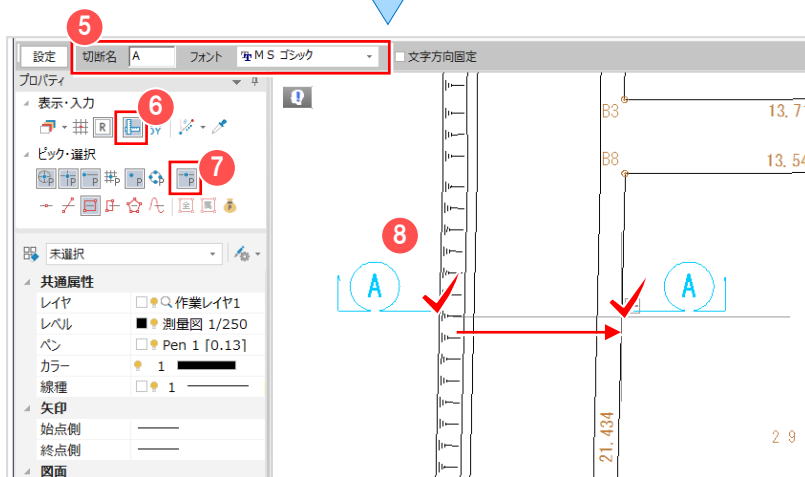 5
設定 切断名 A フォント MS ゴシック 文字方向固定
プロパティ
表示・入力
6
R
ピック・選択
7
未選択
共通属性
レイヤ 作業レイヤ1
レベル 測量図 1/250
ペン Pen 1 [0.13]
カラー 1
線種 1
矢印
始点側
終点側
図面
8
A
A
B3
13.71
B8
13.54
21.434
29